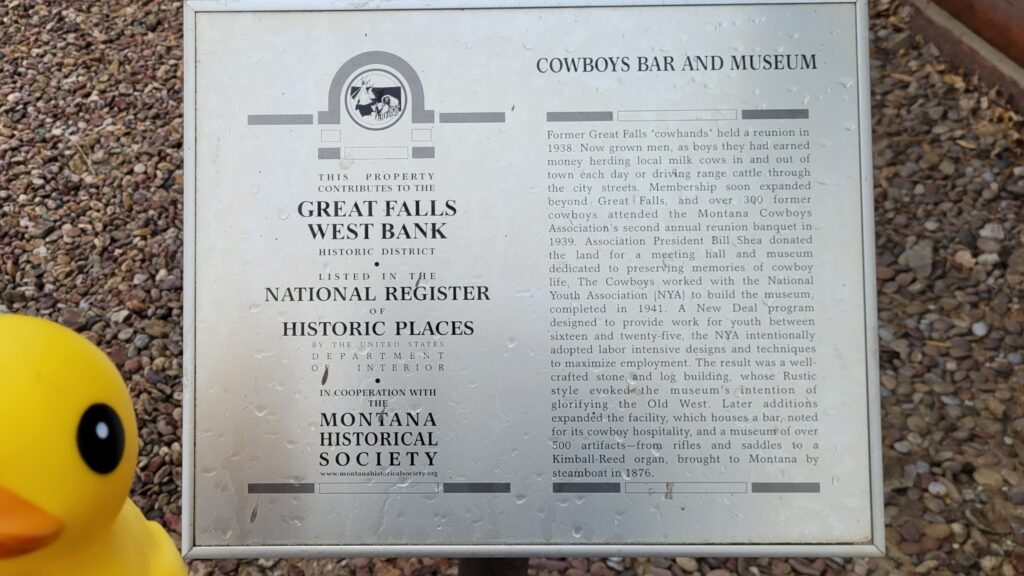 THIS PROPERTY
CONTRIBUTES TO THE
GREAT FALLS
WEST BANK
HISTORIC DISTRICT
•
LISTED IN THE
NATIONAL REGISTER
OF
HISTORIC PLACES
BY THE UNITED STATES
DEPARTMENT
OF INTERIOR
•
IN COOPERATION WITH
THE
MONTANA
HISTORICAL
SOCIETY
www.montanahistoricalsociety.org
COWBOYS BAR AND MUSEUM
Former Great Falls "cowhands" held a reunion in
1938. Now grown men, as boys they had earned
money herding local milk cows in and out of
town each day or driving range cattle through
the city streets. Membership soon expanded
beyond Great Falls, and over 300 former
cowboys attended the Montana Cowboys
Association's second annual reunion banquet in
1939. Association President Bill Shea donated
the land for a meeting hall and museum
dedicated to preserving memories of cowboy
life. The Cowboys worked with the National
Youth Association (NYA) to build the museum,
completed in 1941. A New Deal program
designed to provide work for youth between
sixteen and twenty-five, the NYA intentionally
adopted labor intensive designs and techniques
to maximize employment. The result was a well-
crafted stone and log building, whose Rustic
style evoked the museum's intention of
glorifying the Old West. Later additions
expanded the facility, which houses a bar, noted
for its cowboy hospitality, and a museum of over
500 artifacts—from rifles and saddles to a
Kimball-Reed organ, brought to Montana by
steamboat in 1876.